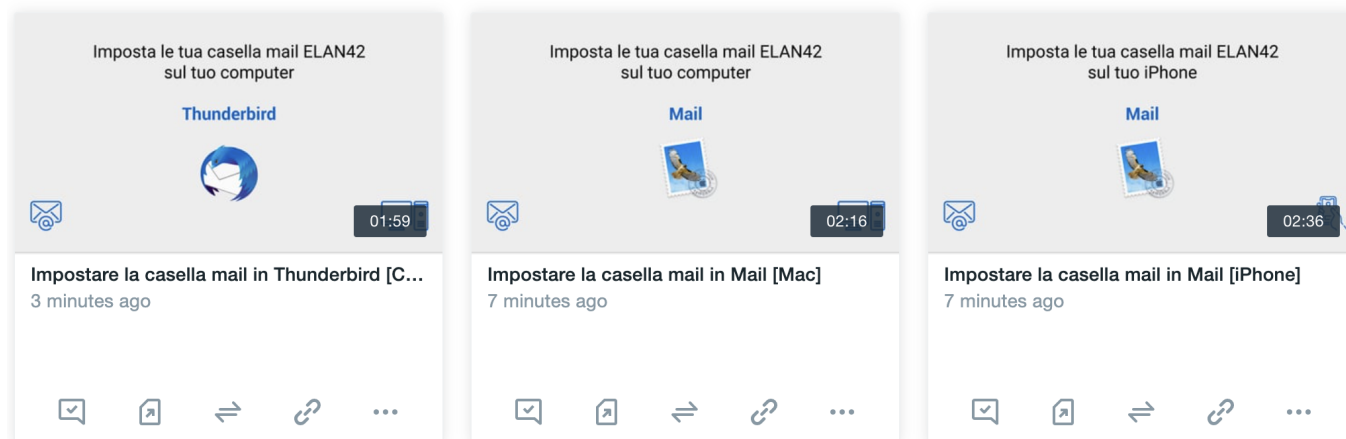 Imposta le tua casella mail ELAN42
sul tuo computer
Thunderbird
01:59
Impostare la casella mail in Thunderbird [C...
3 minutes ago
Imposta le tua casella mail ELAN42
sul tuo computer
Mail
02:16
Impostare la casella mail in Mail [Mac]
7 minutes ago
Imposta le tua casella mail ELAN42
sul tuo iPhone
Mail
02:36
Impostare la casella mail in Mail [iPhone]
7 minutes ago